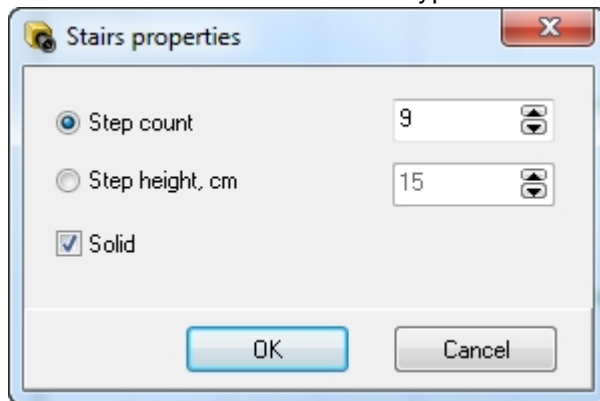 Stairs properties
Step count 9
Step height, cm 15
Solid
OK Cancel